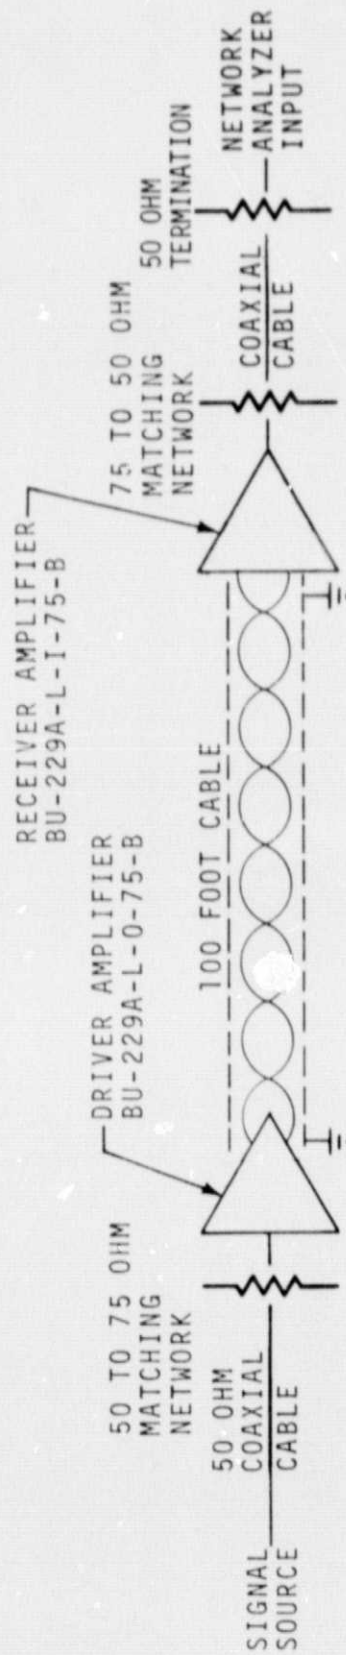 RECEIVER AMPLIFIER
BU-229A-L-I-75-B
DRIVER AMPLIFIER
BU-229A-L-O-75-B
50 TO 75 OHM
MATCHING
NETWORK
50 OHM
COAXIAL
CABLE
SIGNAL
SOURCE
100 FOOT CABLE
75 TO 50 OHM
MATCHING
NETWORK
50 OHM
TERMINATION
COAXIAL
CABLE
NETWORK
ANALYZER
INPUT